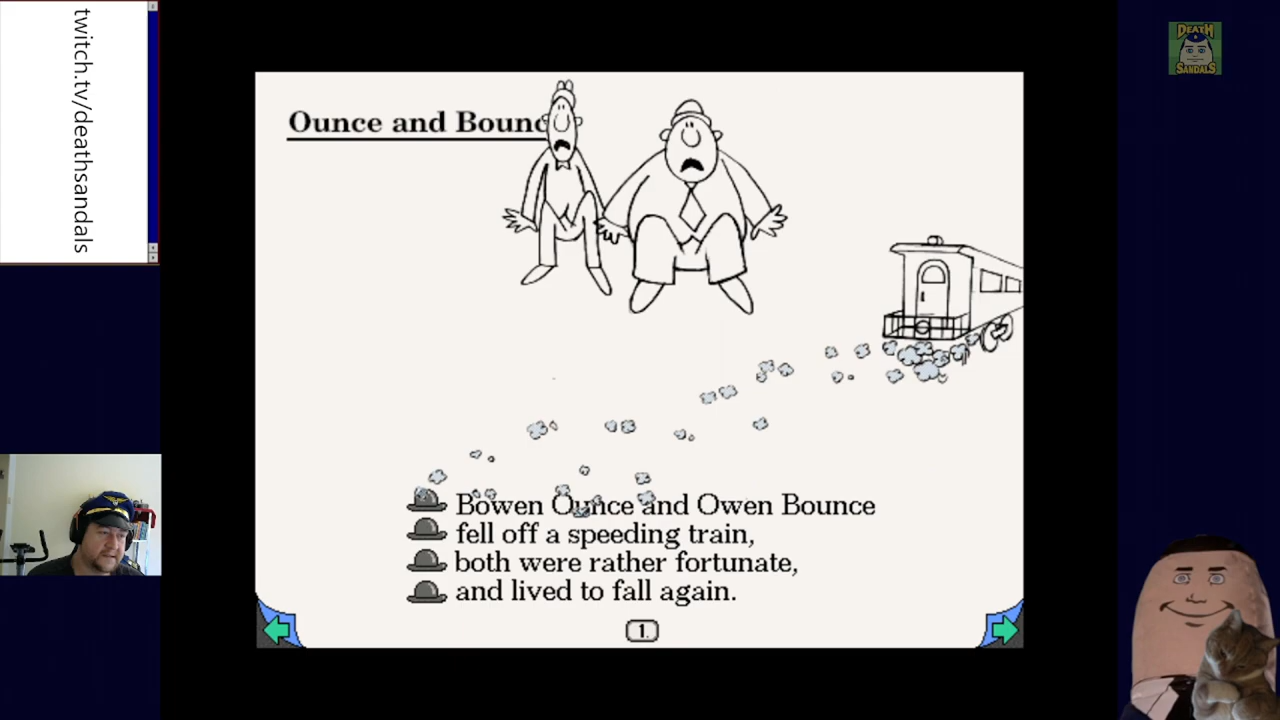 twitch.tv/deathsandals
DEATH
SANDALS
Ounce and Bounc
Bowen Ounce and Owen Bounce
fell off a speeding train,
both were rather fortunate,
and lived to fall again.
1.